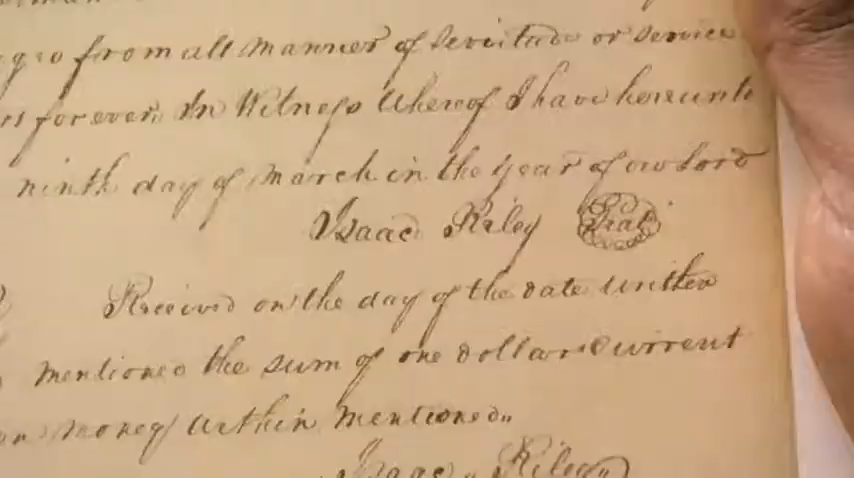 from all manner of Servitude or service
forever In Witness Whereof I have hereunto
ninth day of March in the year of our Lord
Isaac Riley Seal
Received on the day of the date written
mentioned the sum of one dollar Current
money within mentioned..
Isaac Riley